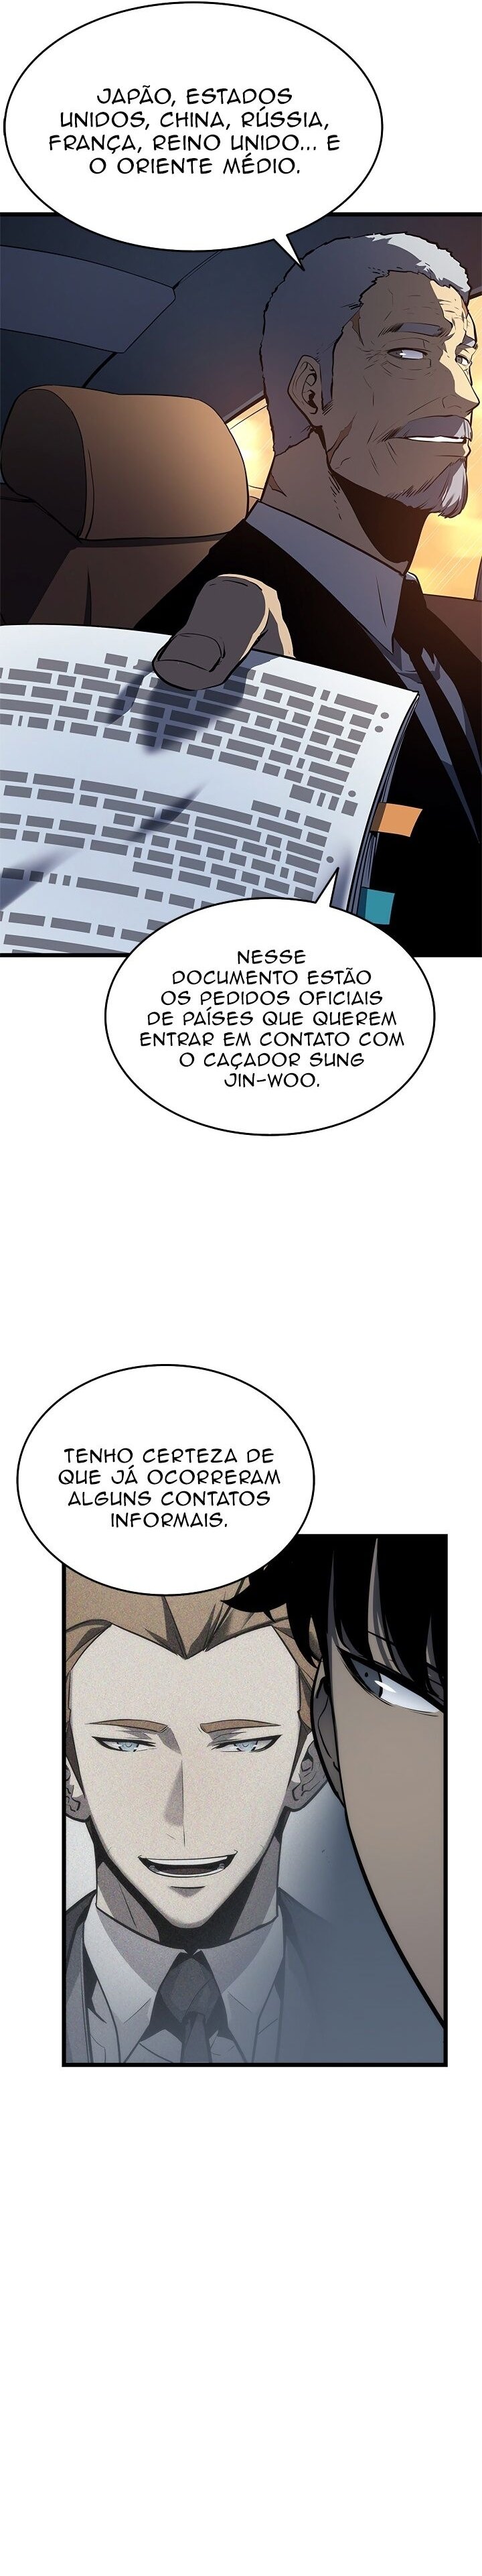 JAPÃO, ESTADOS
UNIDOS, CHINA, RÚSSIA,
FRANÇA, REINO UNIDO... E
O ORIENTE MÉDIO.
NESSE
DOCUMENTO ESTÃO
OS PEDIDOS OFICIAIS
DE PAÍSES QUE QUEREM
ENTRAR EM CONTATO COM
O CAÇADOR SUNG
JIN-WOO.
TENHO CERTEZA DE
QUE JÁ OCORRERAM
ALGUNS CONTATOS
INFORMAIS.